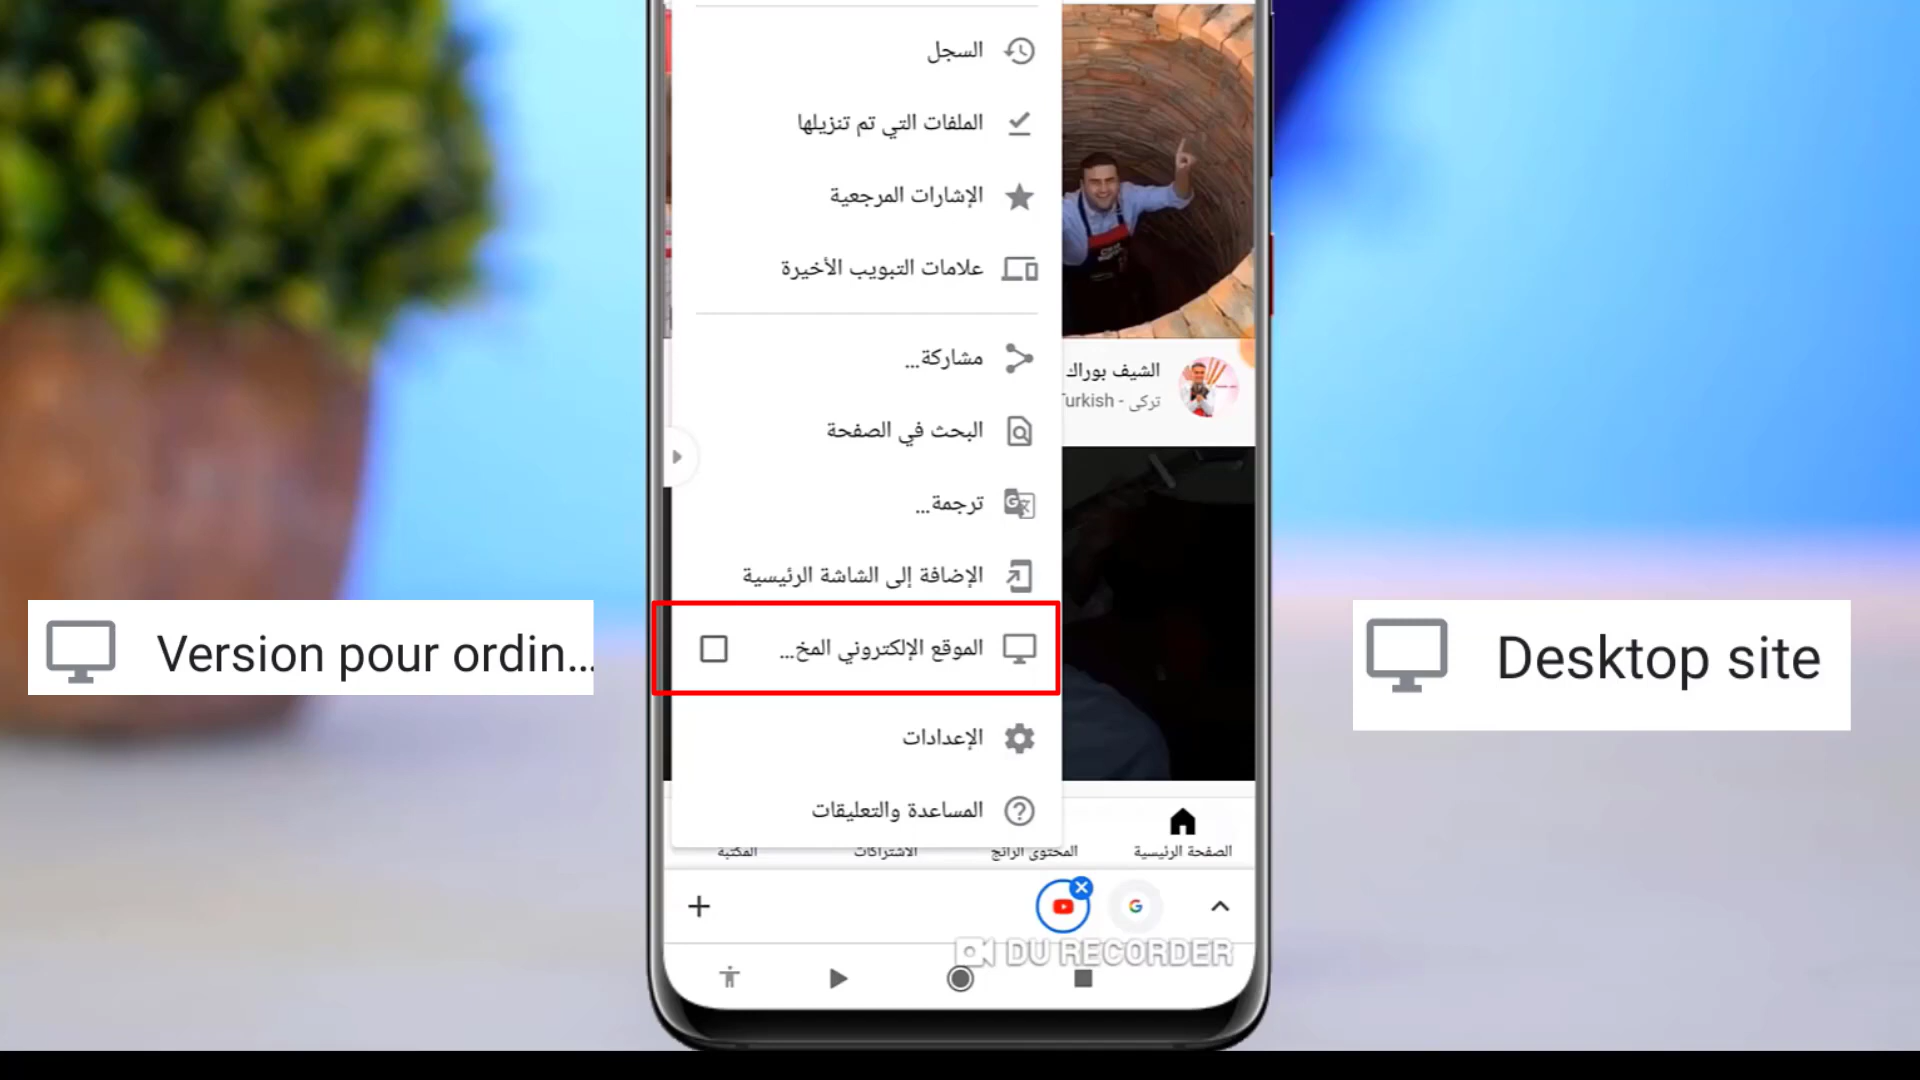 السجل
الملفات التي تم تنزيلها
الإشارات المرجعية
علامات التبويب الأخيرة
مشاركة...
البحث في الصفحة
ترجمة...
الإضافة إلى الشاشة الرئيسية
الموقع الإلكتروني المخ...
الإعدادات
المساعدة والتعليقات
الشيف بوراك
تركى - Turkish
Version pour ordin...
Desktop site
الصفحة الرئيسية
المحتوى الرائج
الاشتراكات
المكتبة
DU RECORDER